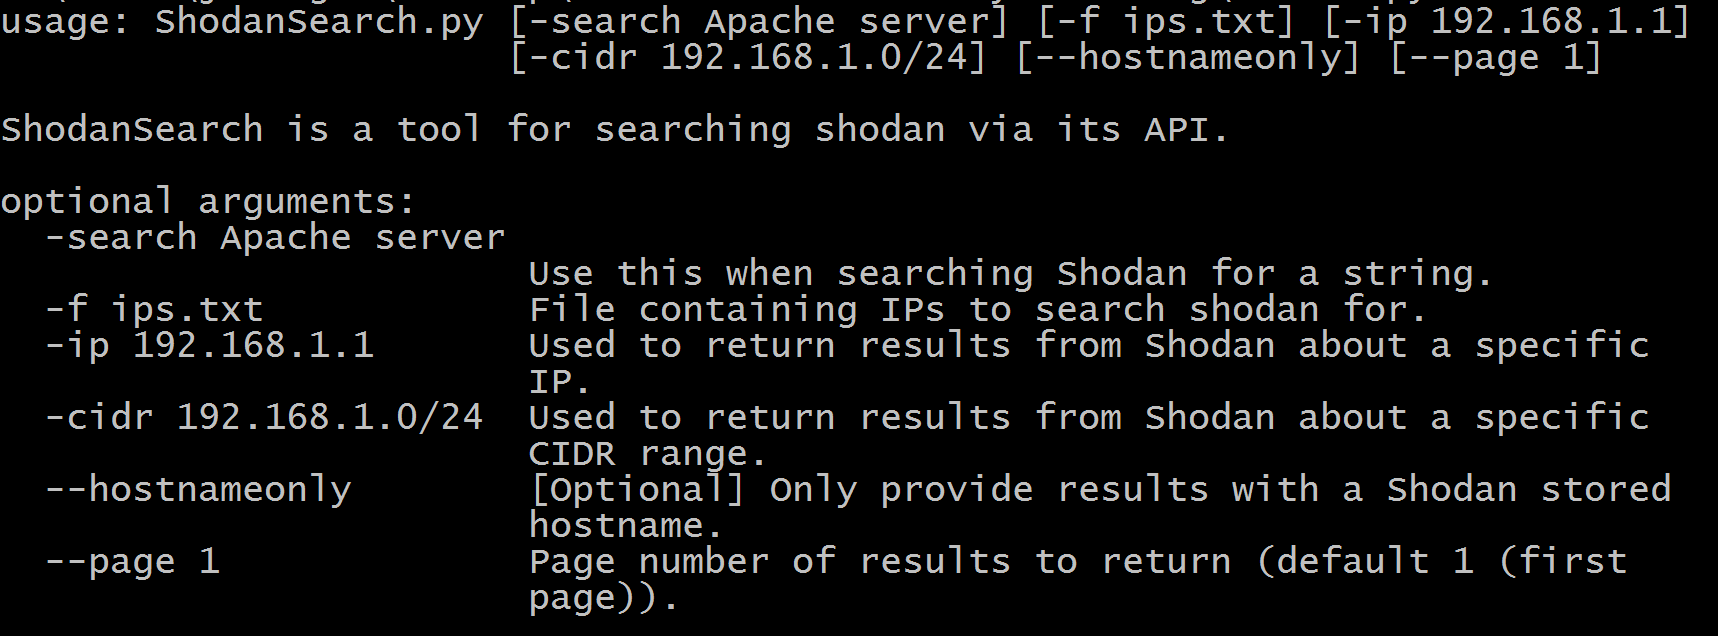 usage: ShodanSearch.py [-search Apache server] [-f ips.txt] [-ip 192.168.1.1]
[-cidr 192.168.1.0/24] [--hostnameonly] [--page 1]
ShodanSearch is a tool for searching shodan via its API.
optional arguments:
-search Apache server
Use this when searching Shodan for a string.
-f ips.txt File containing IPs to search shodan for.
-ip 192.168.1.1 Used to return results from Shodan about a specific
IP.
-cidr 192.168.1.0/24 Used to return results from Shodan about a specific
CIDR range.
--hostnameonly [Optional] Only provide results with a Shodan stored
hostname.
--page 1 Page number of results to return (default 1 (first
page)).